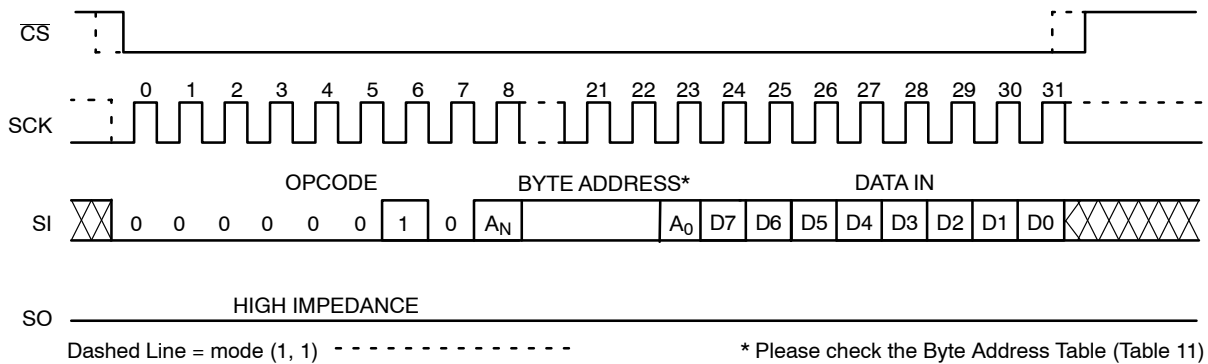 CS
0 1 2 3 4 5 6 7 8 21 22 23 24 25 26 27 28 29 30 31
SCK
OPCODE BYTE ADDRESS* DATA IN
SI 0 0 0 0 0 0 1 0 AN A0 D7 D6 D5 D4 D3 D2 D1 D0
HIGH IMPEDANCE
SO
Dashed Line = mode (1, 1) * Please check the Byte Address Table (Table 11)